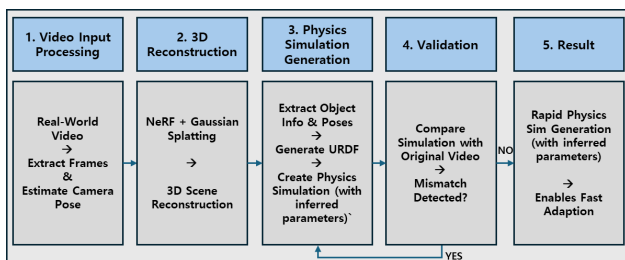 1. Video Input
Processing
2. 3D
Reconstruction
3. Physics
Simulation
Generation
4. Validation
5. Result
Real-World
Video
→
Extract Frames
&
Estimate Camera
Pose
NeRF + Gaussian
Splatting
→
3D Scene
Reconstruction
Extract Object
Info & Poses
→
Generate URDF
→
Create Physics
Simulation (with
inferred
parameters)`
Compare
Simulation with
Original Video
→
Mismatch
Detected?
NO
Rapid Physics
Sim Generation
(with inferred
parameters)
→
Enables Fast
Adaption
YES